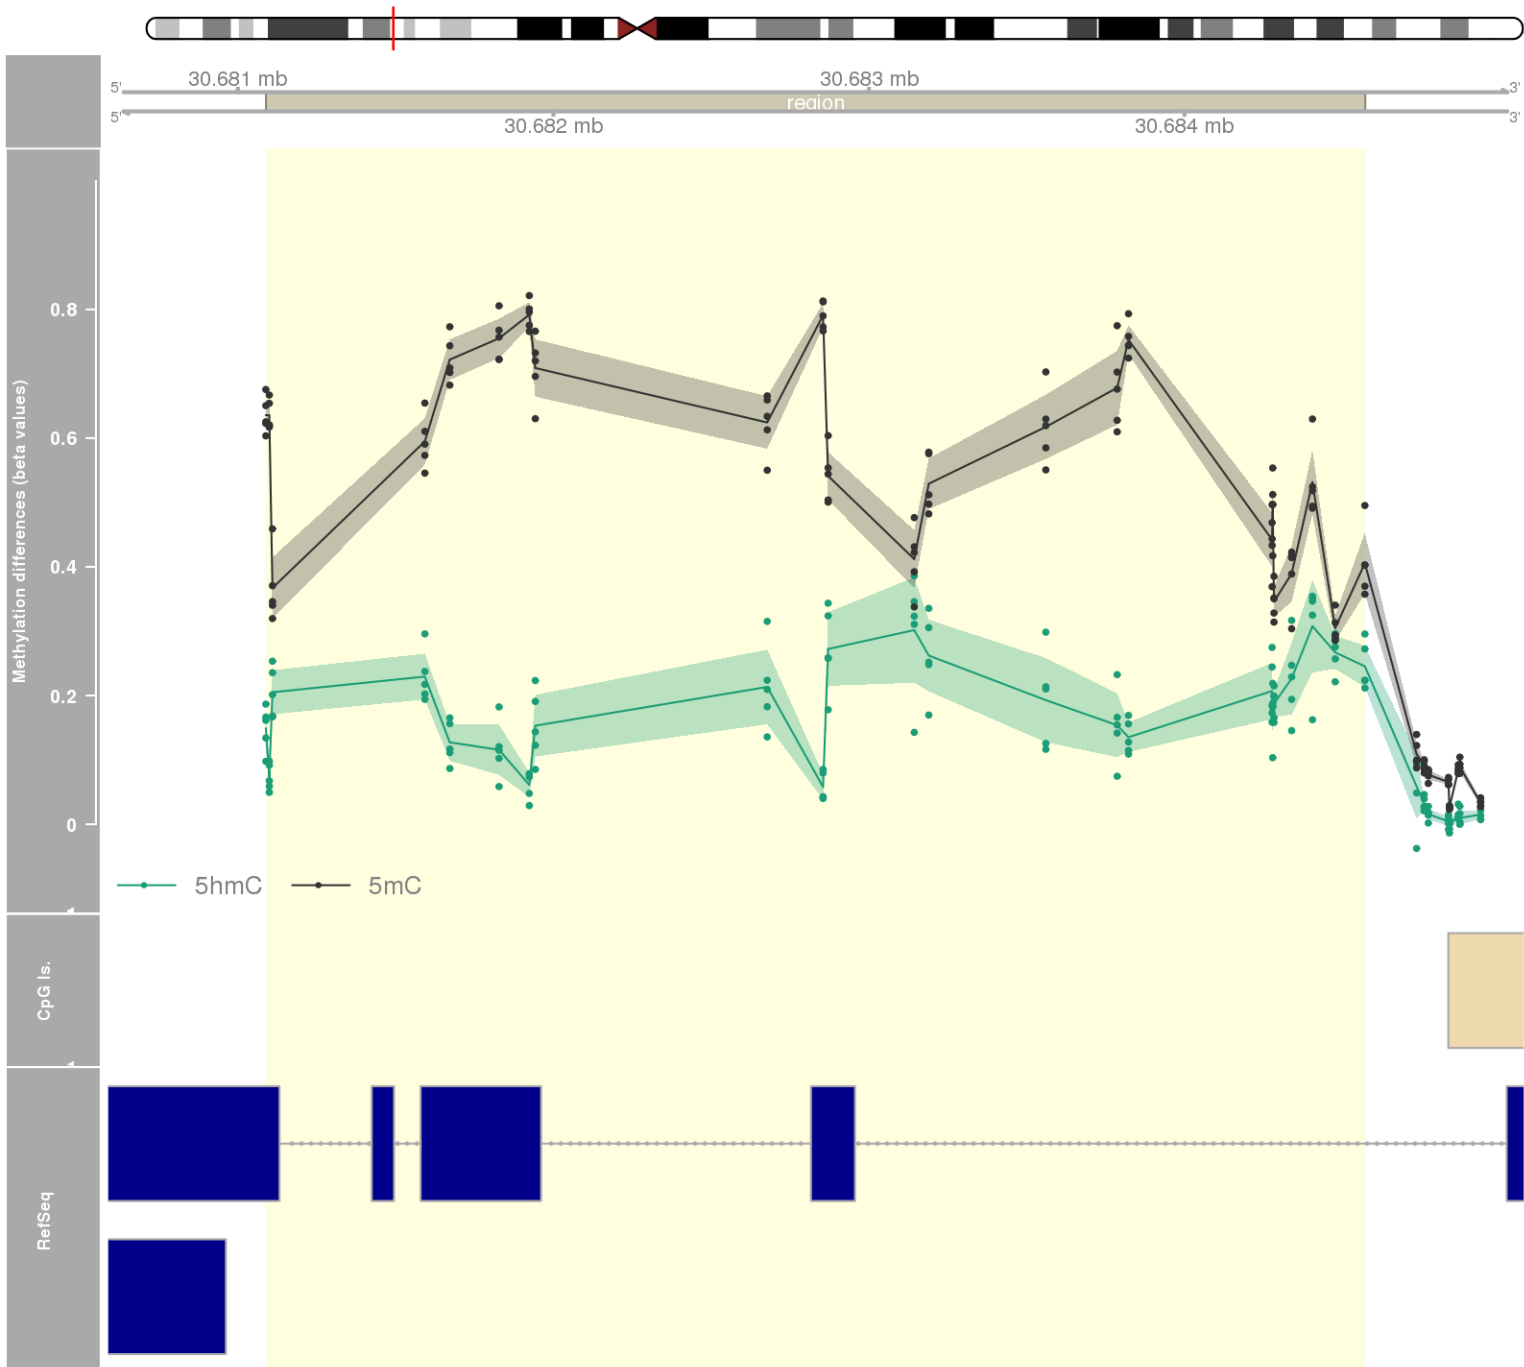 30.681 mb
30.683 mb
5'
3'
region
5'
3'
30.682 mb
30.684 mb
Methylation differences (beta values)
0.8
0.6
0.4
0.2
0
5hmC
5mC
CpG Is.
RefSeq